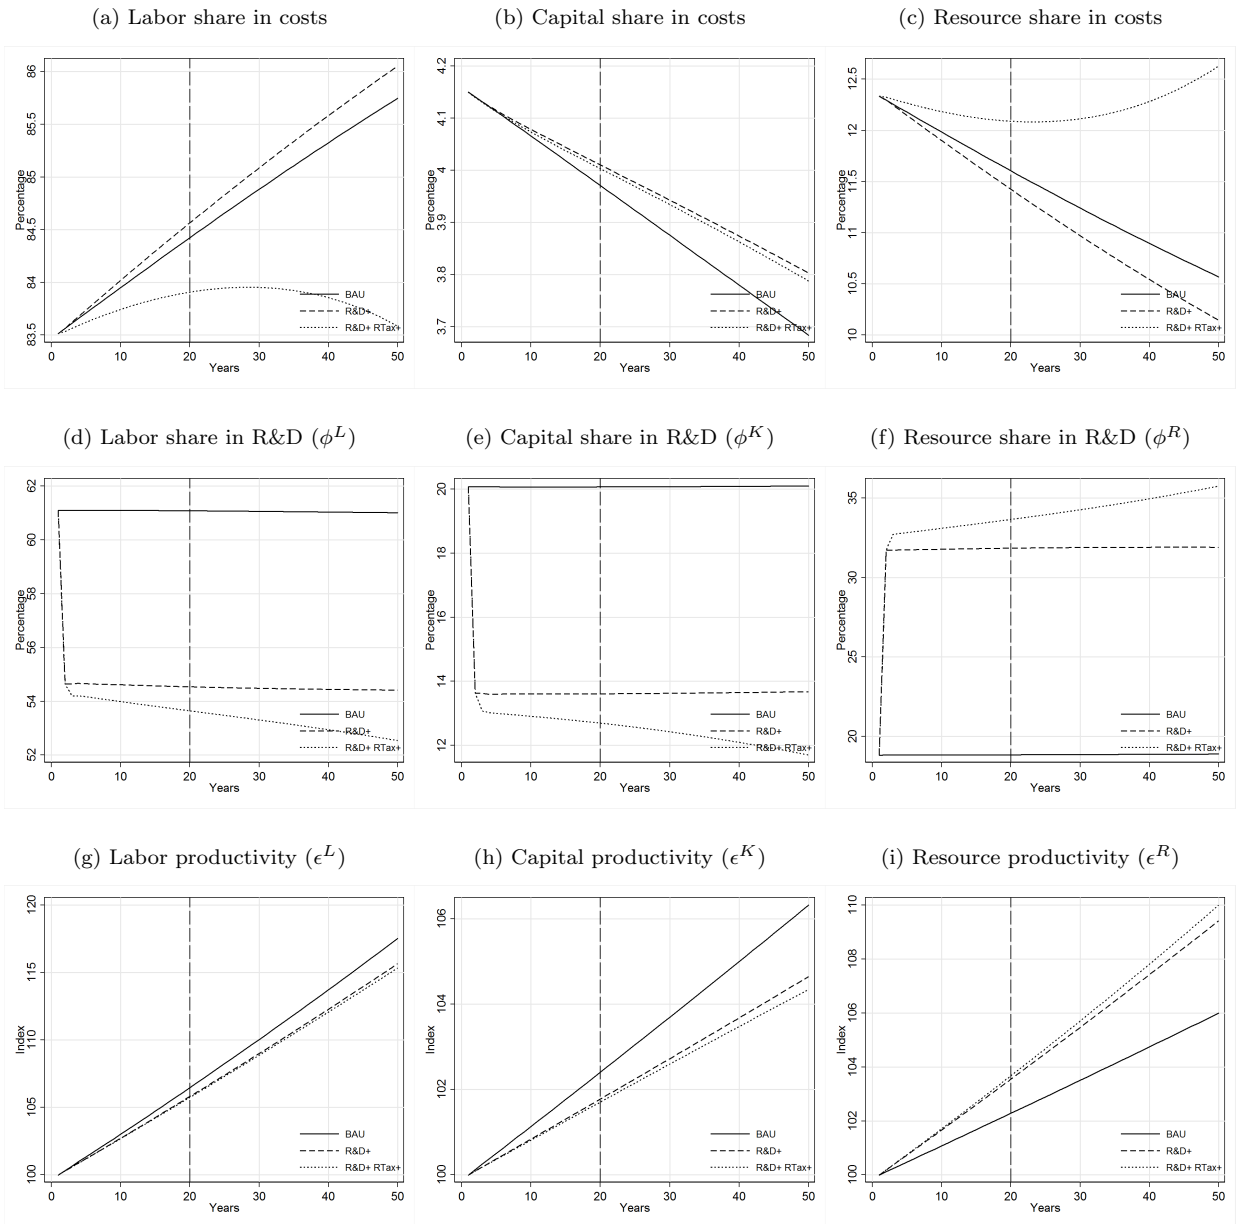 (a) Labor share in costs
(b) Capital share in costs
(c) Resource share in costs
Percentage
83.5 84 84.5 85 85.5 86
BAU
R&D+
R&D+ RTax+
0 10 20 30 40 50
Years
Percentage
3.7 3.8 3.9 4 4.1 4.2
BAU
R&D+
R&D+ RTax+
0 10 20 30 40 50
Years
Percentage
10 10.5 11 11.5 12 12.5
BAU
R&D+
R&D+ RTax+
0 10 20 30 40 50
Years
(d) Labor share in R&D (ϕ^L)
(e) Capital share in R&D (ϕ^K)
(f) Resource share in R&D (ϕ^R)
Percentage
52 54 56 58 60 62
BAU
R&D+
R&D+ RTax+
0 10 20 30 40 50
Years
Percentage
12 14 16 18 20
BAU
R&D+
R&D+ RTax+
0 10 20 30 40 50
Years
Percentage
20 25 30 35
BAU
R&D+
R&D+ RTax+
0 10 20 30 40 50
Years
(g) Labor productivity (ϵ^L)
(h) Capital productivity (ϵ^K)
(i) Resource productivity (ϵ^R)
Index
100 105 110 115 120
BAU
R&D+
R&D+ RTax+
0 10 20 30 40 50
Years
Index
100 102 104 106
BAU
R&D+
R&D+ RTax+
0 10 20 30 40 50
Years
Index
100 102 104 106 108 110
BAU
R&D+
R&D+ RTax+
0 10 20 30 40 50
Years